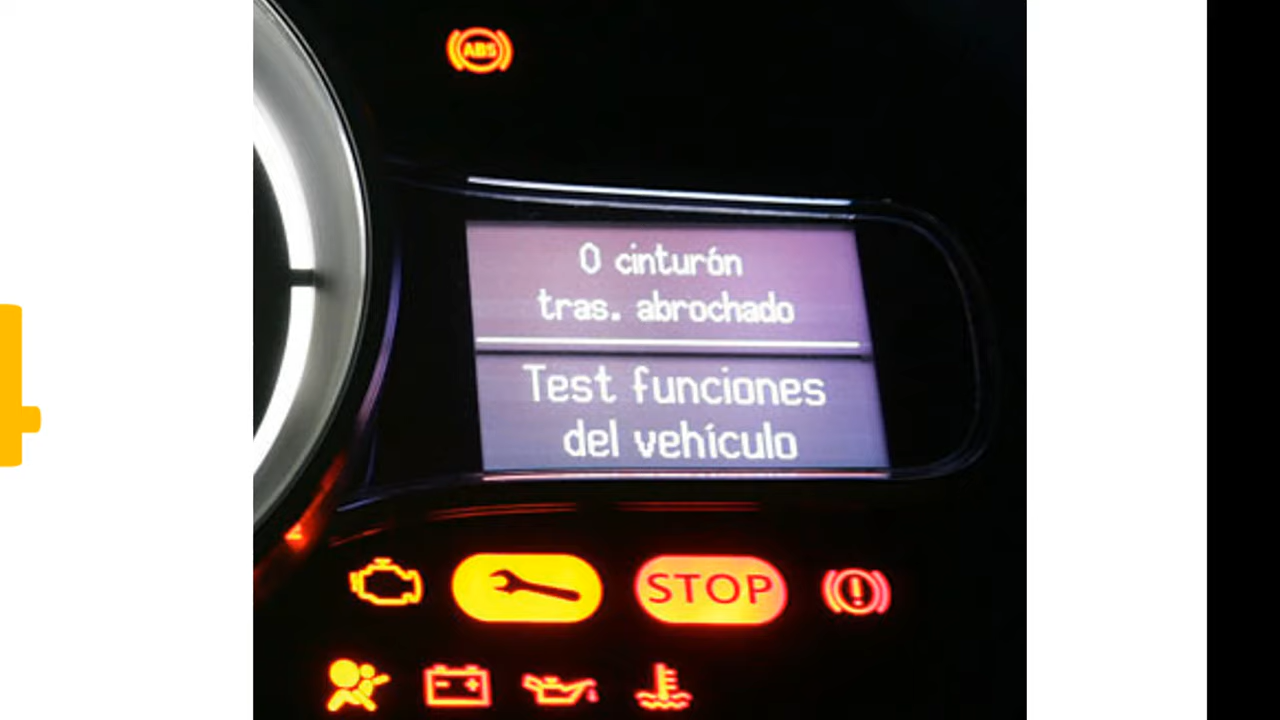 ABS
0 cinturón
tras. abrochado
Test funciones
del vehículo
STOP